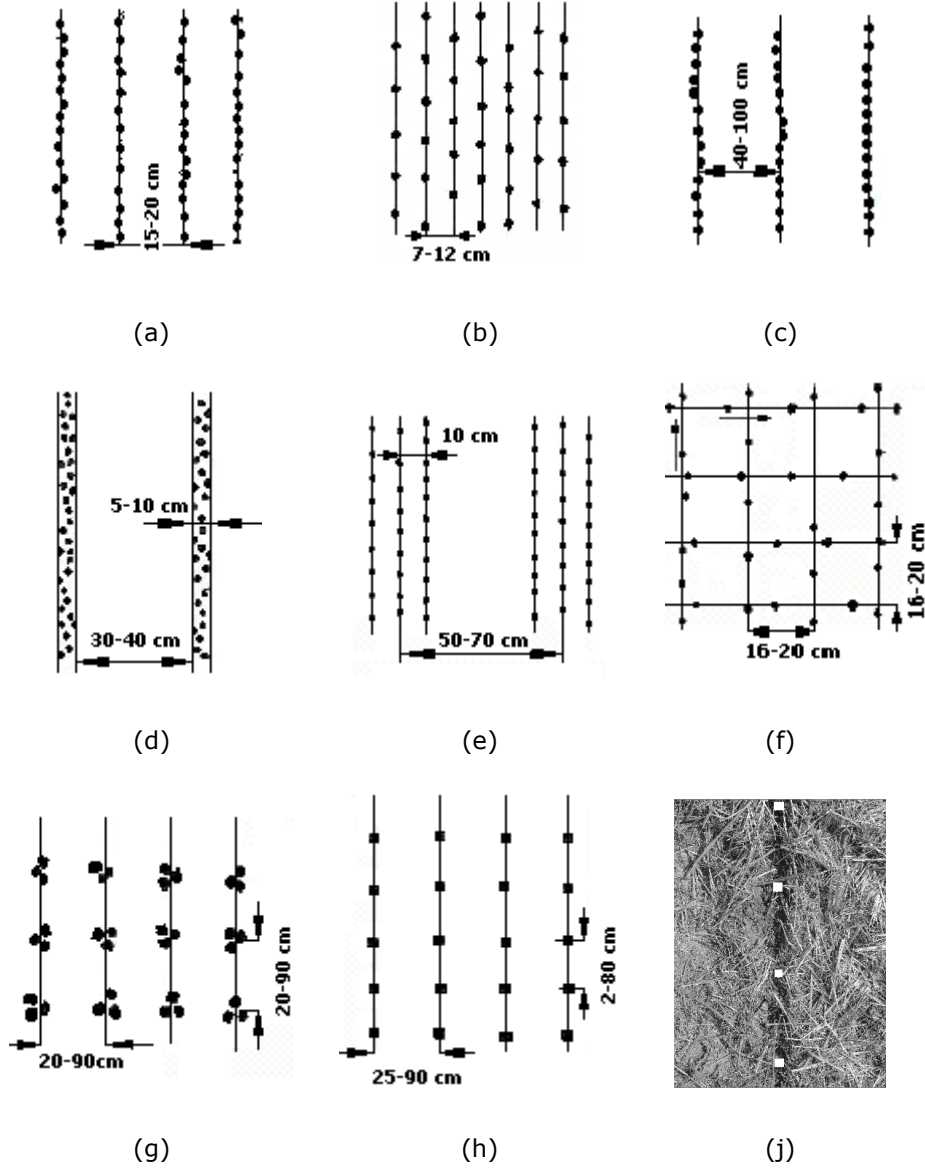 15-20 cm
7-12 cm
40-100 cm
(a)
(b)
(c)
5-10 cm
30-40 cm
10 cm
50-70 cm
16-20 cm
16-20 cm
(d)
(e)
(f)
20-90 cm
20-90cm
2-80 cm
25-90 cm
(g)
(h)
(j)